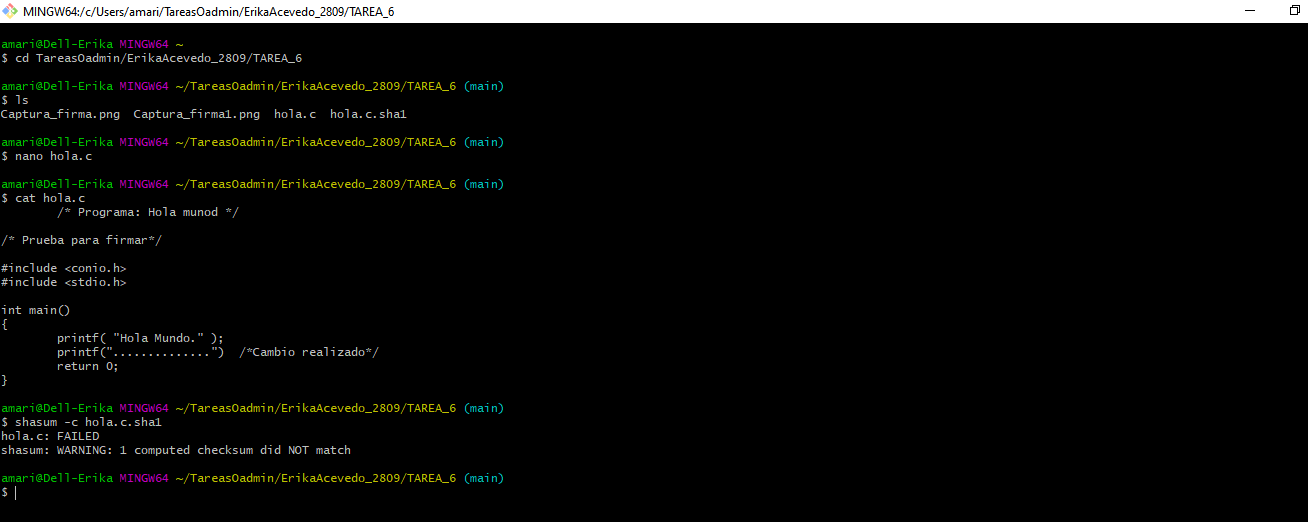 MINGW64:/c/Users/amari/TareasOadmin/ErikaAcevedo_2809/TAREA_6
amari@Dell-Erika MINGW64 ~
$ cd TareasOadmin/ErikaAcevedo_2809/TAREA_6
amari@Dell-Erika MINGW64 ~/TareasOadmin/ErikaAcevedo_2809/TAREA_6 (main)
$ ls
Captura_firma.png  Captura_firma1.png  hola.c  hola.c.sha1
amari@Dell-Erika MINGW64 ~/TareasOadmin/ErikaAcevedo_2809/TAREA_6 (main)
$ nano hola.c
amari@Dell-Erika MINGW64 ~/TareasOadmin/ErikaAcevedo_2809/TAREA_6 (main)
$ cat hola.c
        /* Programa: Hola munod */
/* Prueba para firmar*/
#include <conio.h>
#include <stdio.h>
int main()
{
        printf( "Hola Mundo." );
        printf("..............")  /*Cambio realizado*/
        return 0;
}
amari@Dell-Erika MINGW64 ~/TareasOadmin/ErikaAcevedo_2809/TAREA_6 (main)
$ shasum -c hola.c.sha1
hola.c: FAILED
shasum: WARNING: 1 computed checksum did NOT match
amari@Dell-Erika MINGW64 ~/TareasOadmin/ErikaAcevedo_2809/TAREA_6 (main)
$